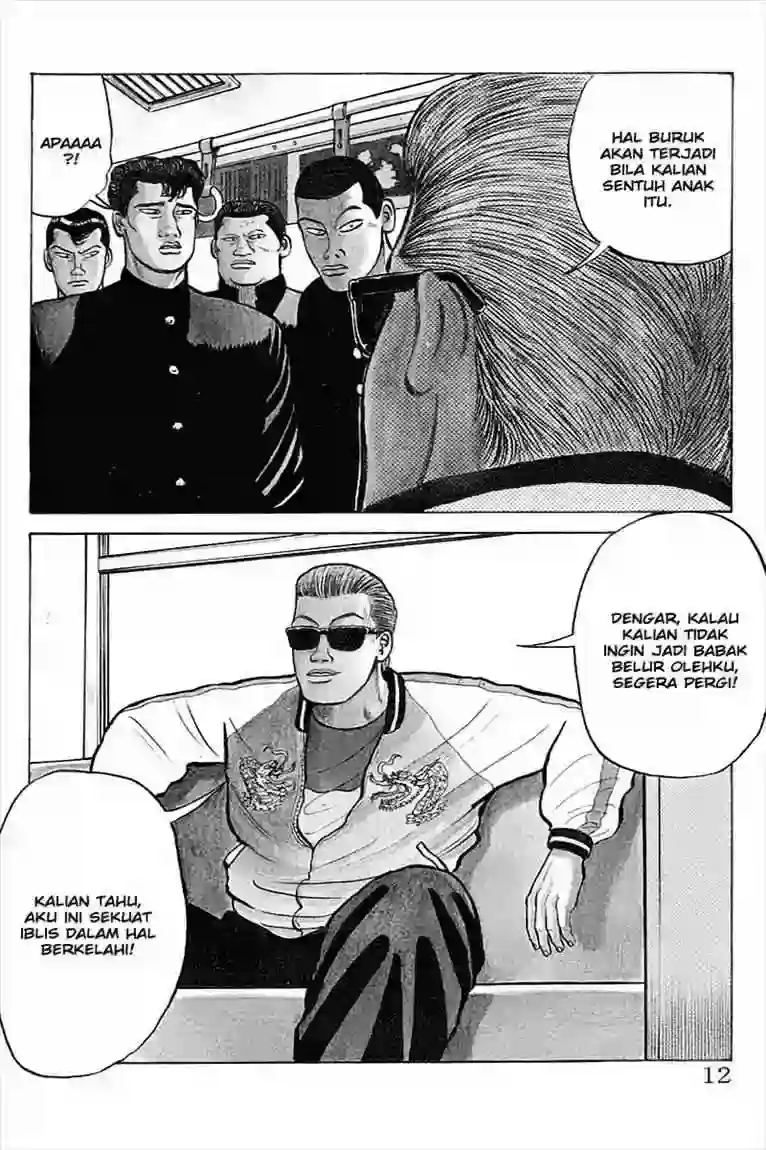 HAL BURUK
AKAN TERJADI
BILA KALIAN
SENTUH ANAK
ITU.
APAAAA
?!
DENGAR, KALAU
KALIAN TIDAK
INGIN JADI BABAK
BELUR OLEHKU,
SEGERA PERGI!
KALIAN TAHU,
AKU INI SEKUAT
IBLIS DALAM HAL
BERKELAHI!
12